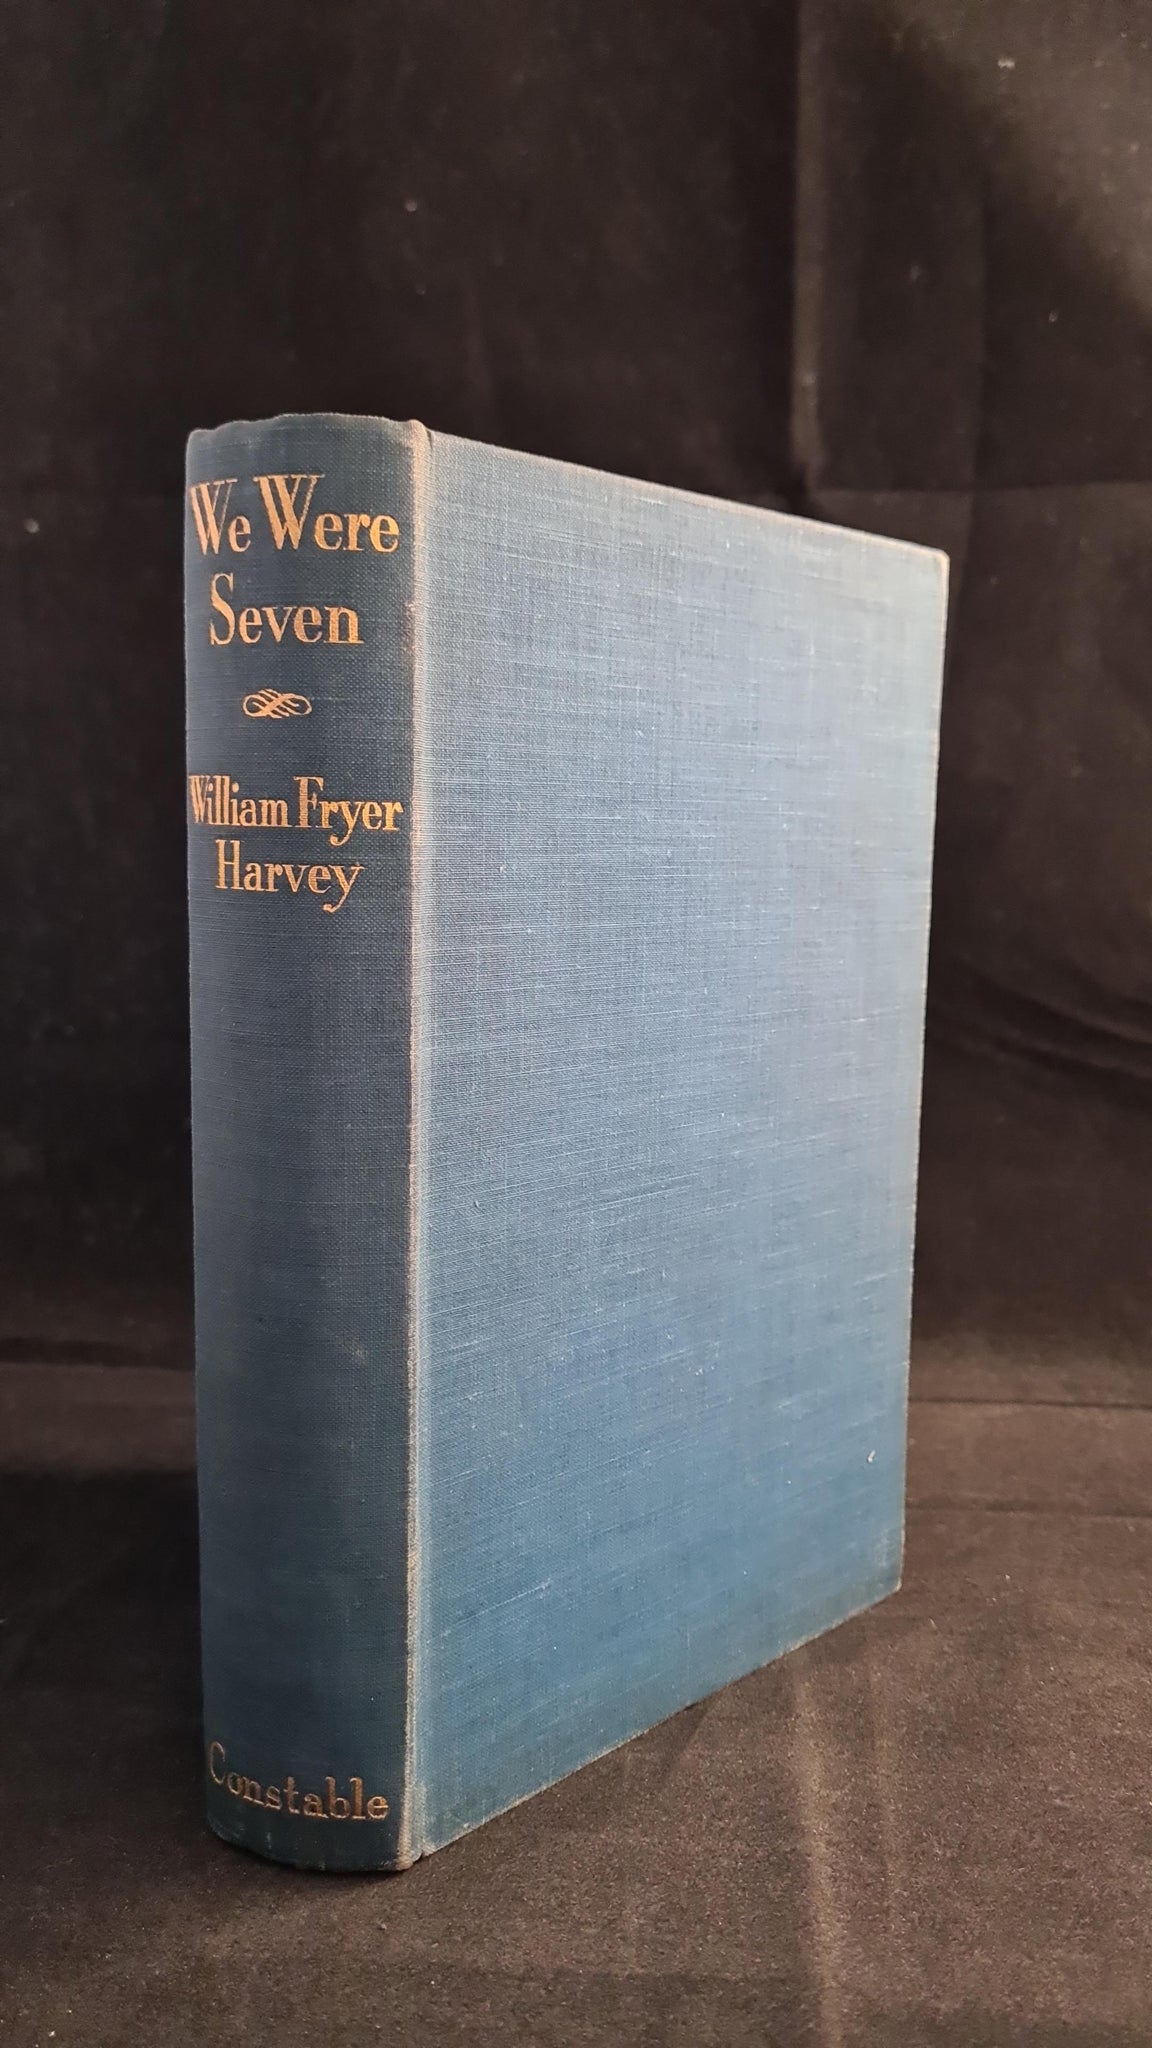 We Were
Seven
William Fryer
Harvey
Constable